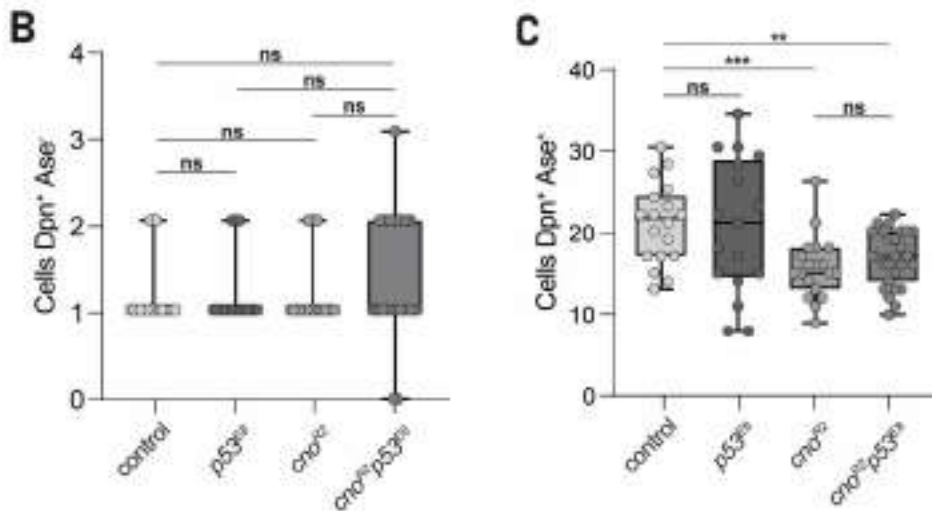 B
Cells Dpn⁺ Ase⁻
4
3
2
1
0
ns
ns
ns
ns
ns
control
p53
cno
cno p53
C
Cells Dpn⁺ Ase⁺
40
30
20
10
0
**
***
ns
ns
control
p53
cno
cno p53